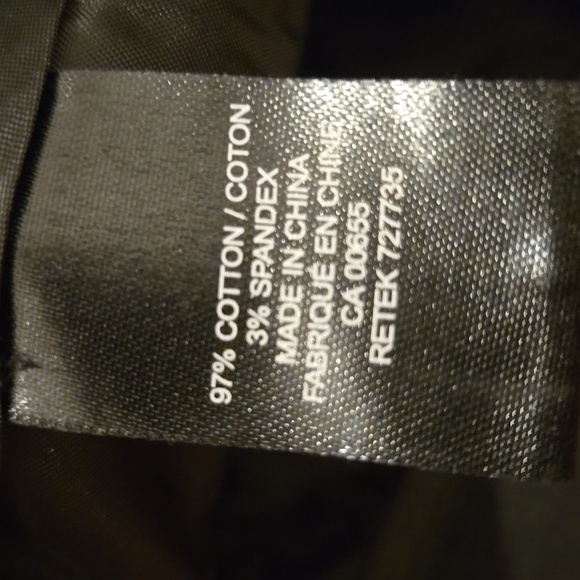 97% COTTON / COTON
3% SPANDEX
MADE IN CHINA
FABRIQUÉ EN CHINE
CA 00655
RETEK 727735